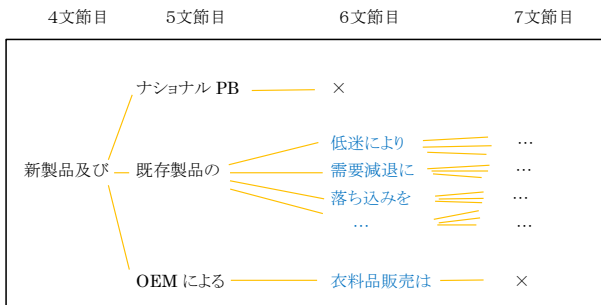 4文節目 5文節目 6文節目 7文節目
ナショナル PB ×
低迷により …
新製品及び 既存製品の 需要減退に …
落ち込みを …
… …
OEM による 衣料品販売は ×